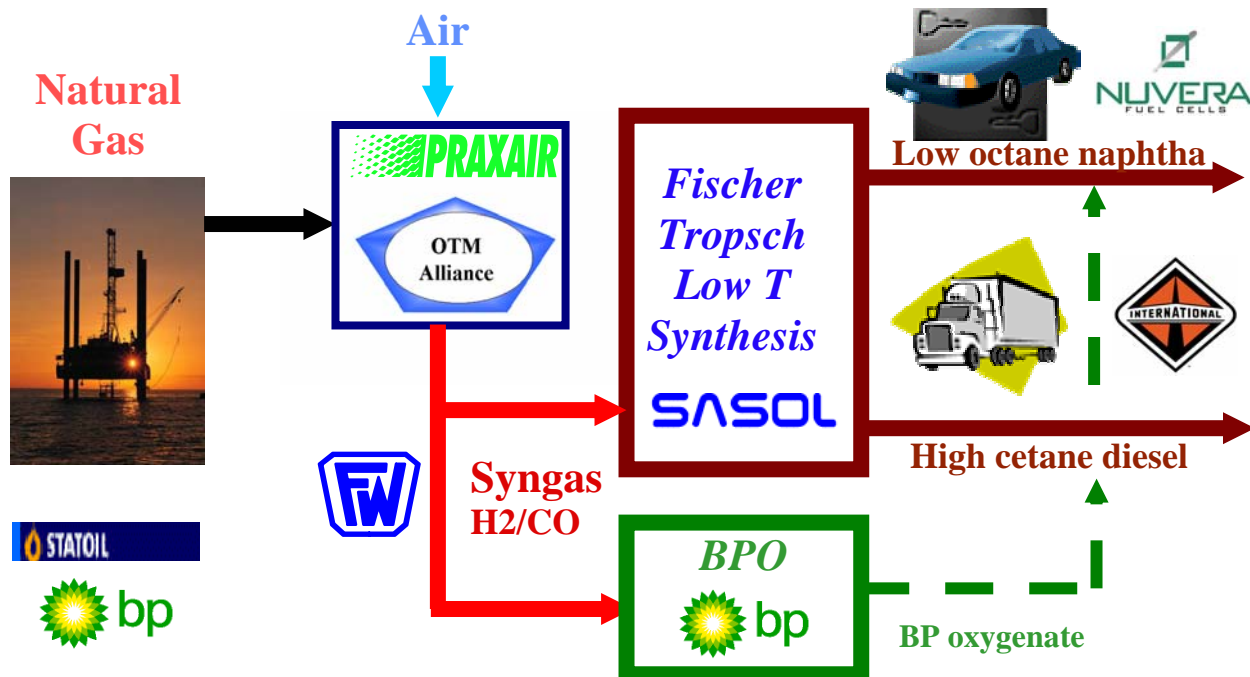 Air
Natural
Gas
PRAXAIR
OTM
Alliance
Fischer
Tropsch
Low T
Synthesis
SASOL
NUVERA
FUEL CELLS
Low octane naphtha
INTERNATIONAL
High cetane diesel
FW
Syngas
H2/CO
STATOIL
bp
BPO
bp
BP oxygenate